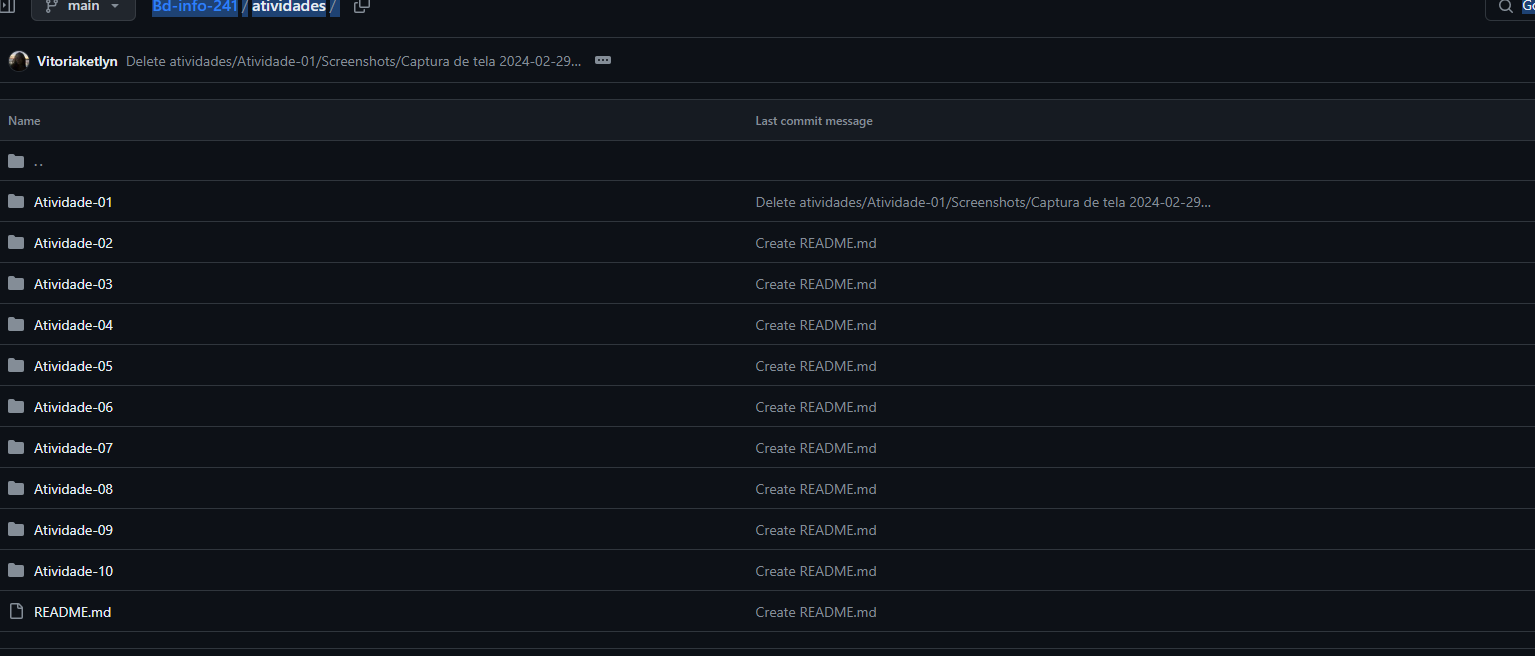 main Bd-info-241 / atividades / Go
Vitoriaketlyn Delete atividades/Atividade-01/Screenshots/Captura de tela 2024-02-29...
Name Last commit message
..
Atividade-01 Delete atividades/Atividade-01/Screenshots/Captura de tela 2024-02-29...
Atividade-02 Create README.md
Atividade-03 Create README.md
Atividade-04 Create README.md
Atividade-05 Create README.md
Atividade-06 Create README.md
Atividade-07 Create README.md
Atividade-08 Create README.md
Atividade-09 Create README.md
Atividade-10 Create README.md
README.md Create README.md